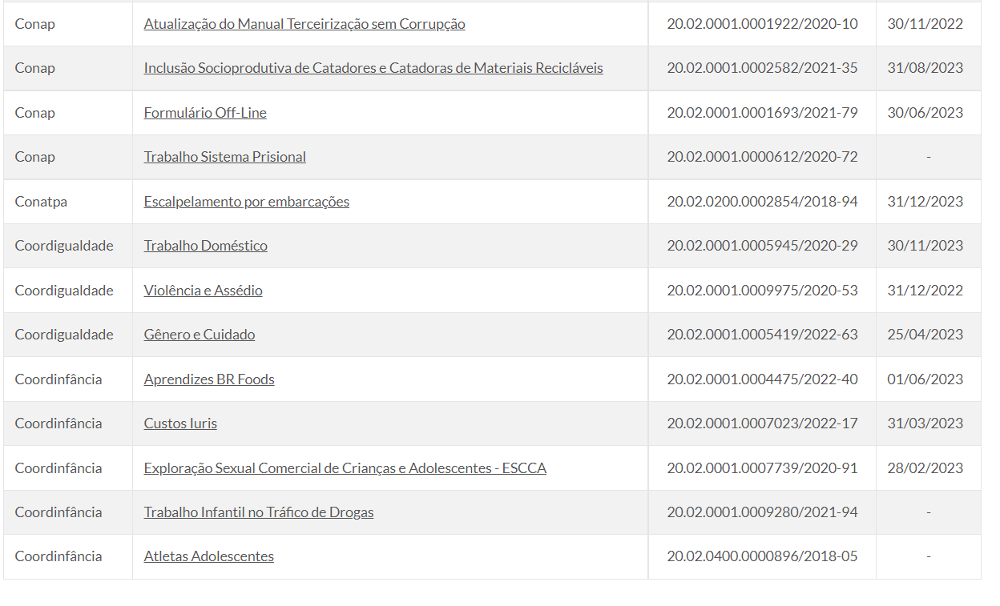 Conap Atualização do Manual Terceirização sem Corrupção 20.02.0001.0001922/2020-10 30/11/2022
Conap Inclusão Socioprodutiva de Catadores e Catadoras de Materiais Recicláveis 20.02.0001.0002582/2021-35 31/08/2023
Conap Formulário Off-Line 20.02.0001.0001693/2021-79 30/06/2023
Conap Trabalho Sistema Prisional 20.02.0001.0000612/2020-72 -
Conatpa Escalpelamento por embarcações 20.02.0200.0002854/2018-94 31/12/2023
Coordigualdade Trabalho Doméstico 20.02.0001.0005945/2020-29 30/11/2023
Coordigualdade Violência e Assédio 20.02.0001.0009975/2020-53 31/12/2022
Coordigualdade Gênero e Cuidado 20.02.0001.0005419/2022-63 25/04/2023
Coordinfância Aprendizes BR Foods 20.02.0001.0004475/2022-40 01/06/2023
Coordinfância Custos Iuris 20.02.0001.0007023/2022-17 31/03/2023
Coordinfância Exploração Sexual Comercial de Crianças e Adolescentes - ESCCA 20.02.0001.0007739/2020-91 28/02/2023
Coordinfância Trabalho Infantil no Tráfico de Drogas 20.02.0001.0009280/2021-94 -
Coordinfância Atletas Adolescentes 20.02.0400.0000896/2018-05 -